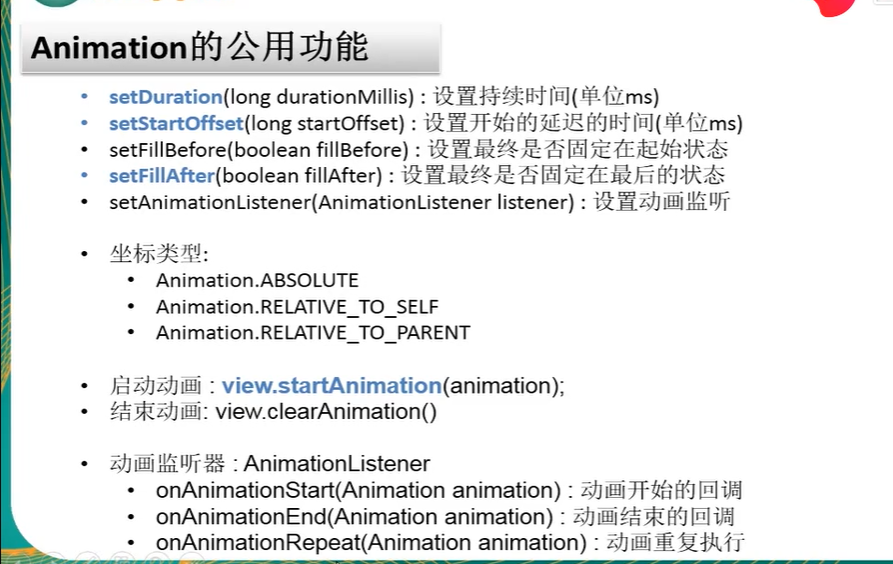 Animation的公用功能
• setDuration(long durationMillis) : 设置持续时间(单位ms)
• setStartOffset(long startOffset) : 设置开始的延迟的时间(单位ms)
• setFillBefore(boolean fillBefore) : 设置最终是否固定在起始状态
• setFillAfter(boolean fillAfter) : 设置最终是否固定在最后的状态
• setAnimationListener(AnimationListener listener) : 设置动画监听
• 坐标类型:
• Animation.ABSOLUTE
• Animation.RELATIVE_TO_SELF
• Animation.RELATIVE_TO_PARENT
• 启动动画 : view.startAnimation(animation);
• 结束动画: view.clearAnimation()
• 动画监听器 : AnimationListener
• onAnimationStart(Animation animation) : 动画开始的回调
• onAnimationEnd(Animation animation) : 动画结束的回调
• onAnimationRepeat(Animation animation) : 动画重复执行